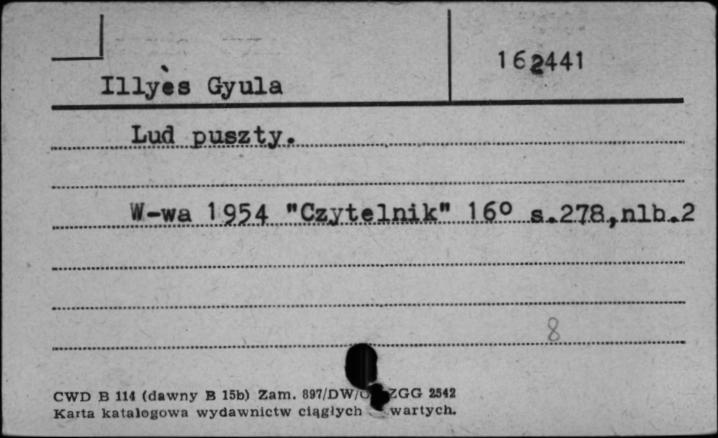 162441
Illyès Gyula
Lud puszty.
W-wa 1954 "Czytelnik" 16° s.278,nlb.2
8
CWD B 114 (dawny B 15b) Zam. 897/DW/ ZGG 2542
Karta katalogowa wydawnictw ciągłych wartych.